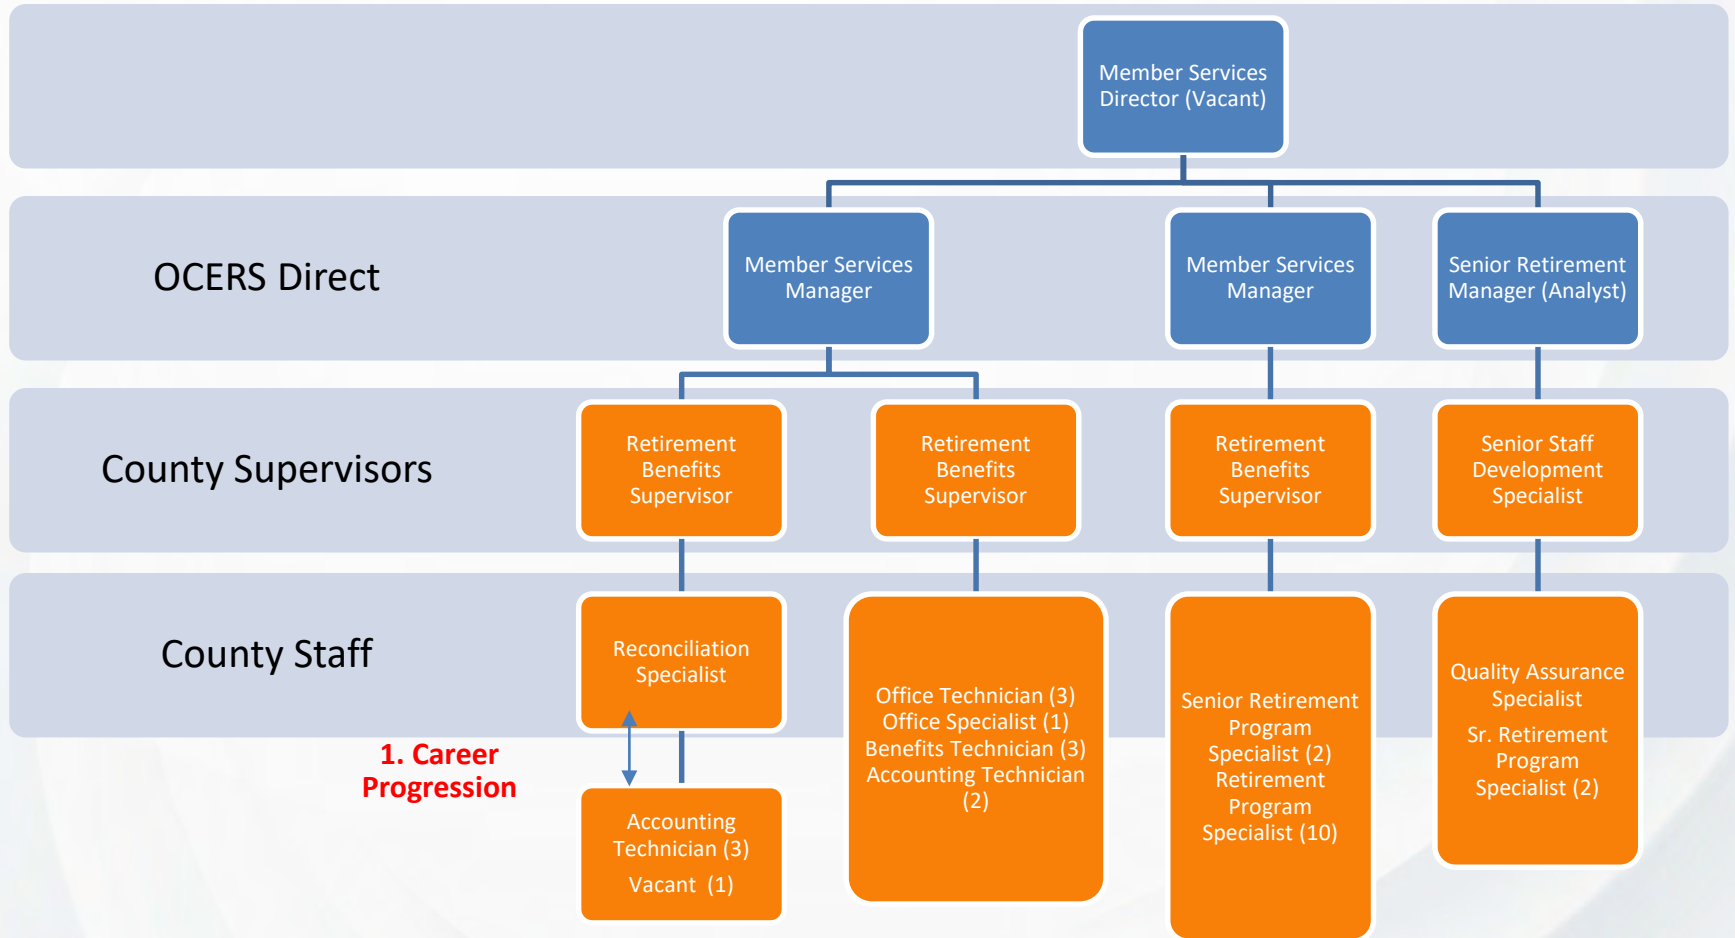 Member Services
Director (Vacant)
OCERS Direct
Member Services
Manager
Member Services
Manager
Senior Retirement
Manager (Analyst)
County Supervisors
Retirement
Benefits
Supervisor
Retirement
Benefits
Supervisor
Retirement
Benefits
Supervisor
Senior Staff
Development
Specialist
County Staff
Reconciliation
Specialist
1. Career
Progression
Accounting
Technician (3)
Vacant (1)
Office Technician (3)
Office Specialist (1)
Benefits Technician (3)
Accounting Technician
(2)
Senior Retirement
Program
Specialist (2)
Retirement
Program
Specialist (10)
Quality Assurance
Specialist
Sr. Retirement
Program
Specialist (2)